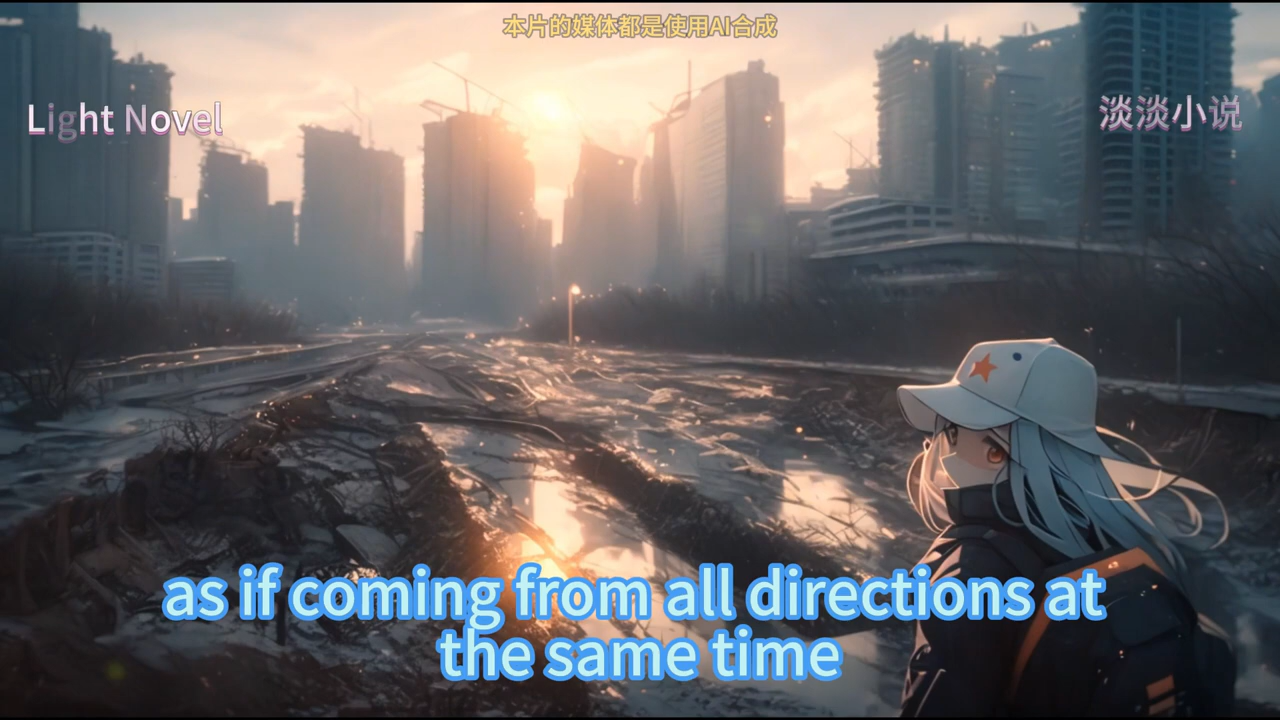 本片的媒体都是使用AI合成
Light Novel
淡淡小说
as if coming from all directions at
the same time